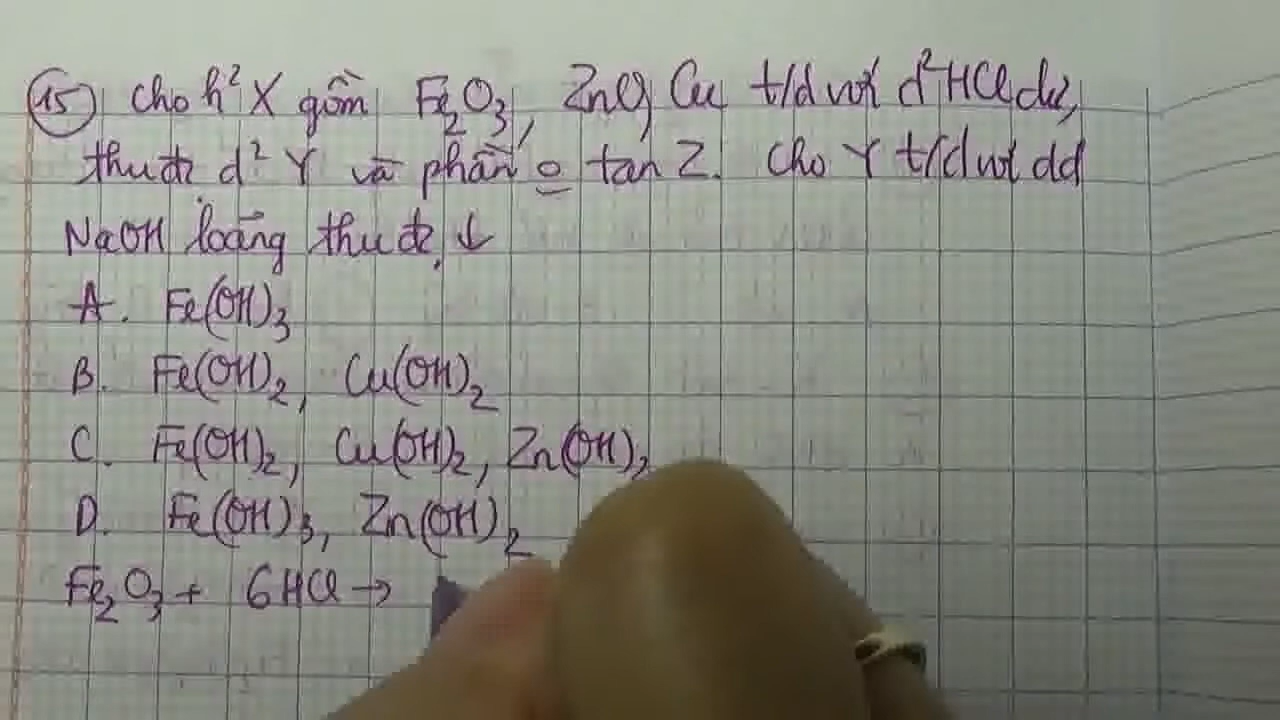 15 Cho h² X gồm Fe₂O₃, ZnO, Cu t/d với d² HCl dư,
thu đc d² Y và phần o tan Z. Cho Y t/d với dd
NaOH loãng thu đc ↓
A. Fe(OH)₃
B. Fe(OH)₂, Cu(OH)₂
C. Fe(OH)₂, Cu(OH)₂, Zn(OH)₂
D. Fe(OH)₃, Zn(OH)₂
Fe₂O₃ + 6HCl →